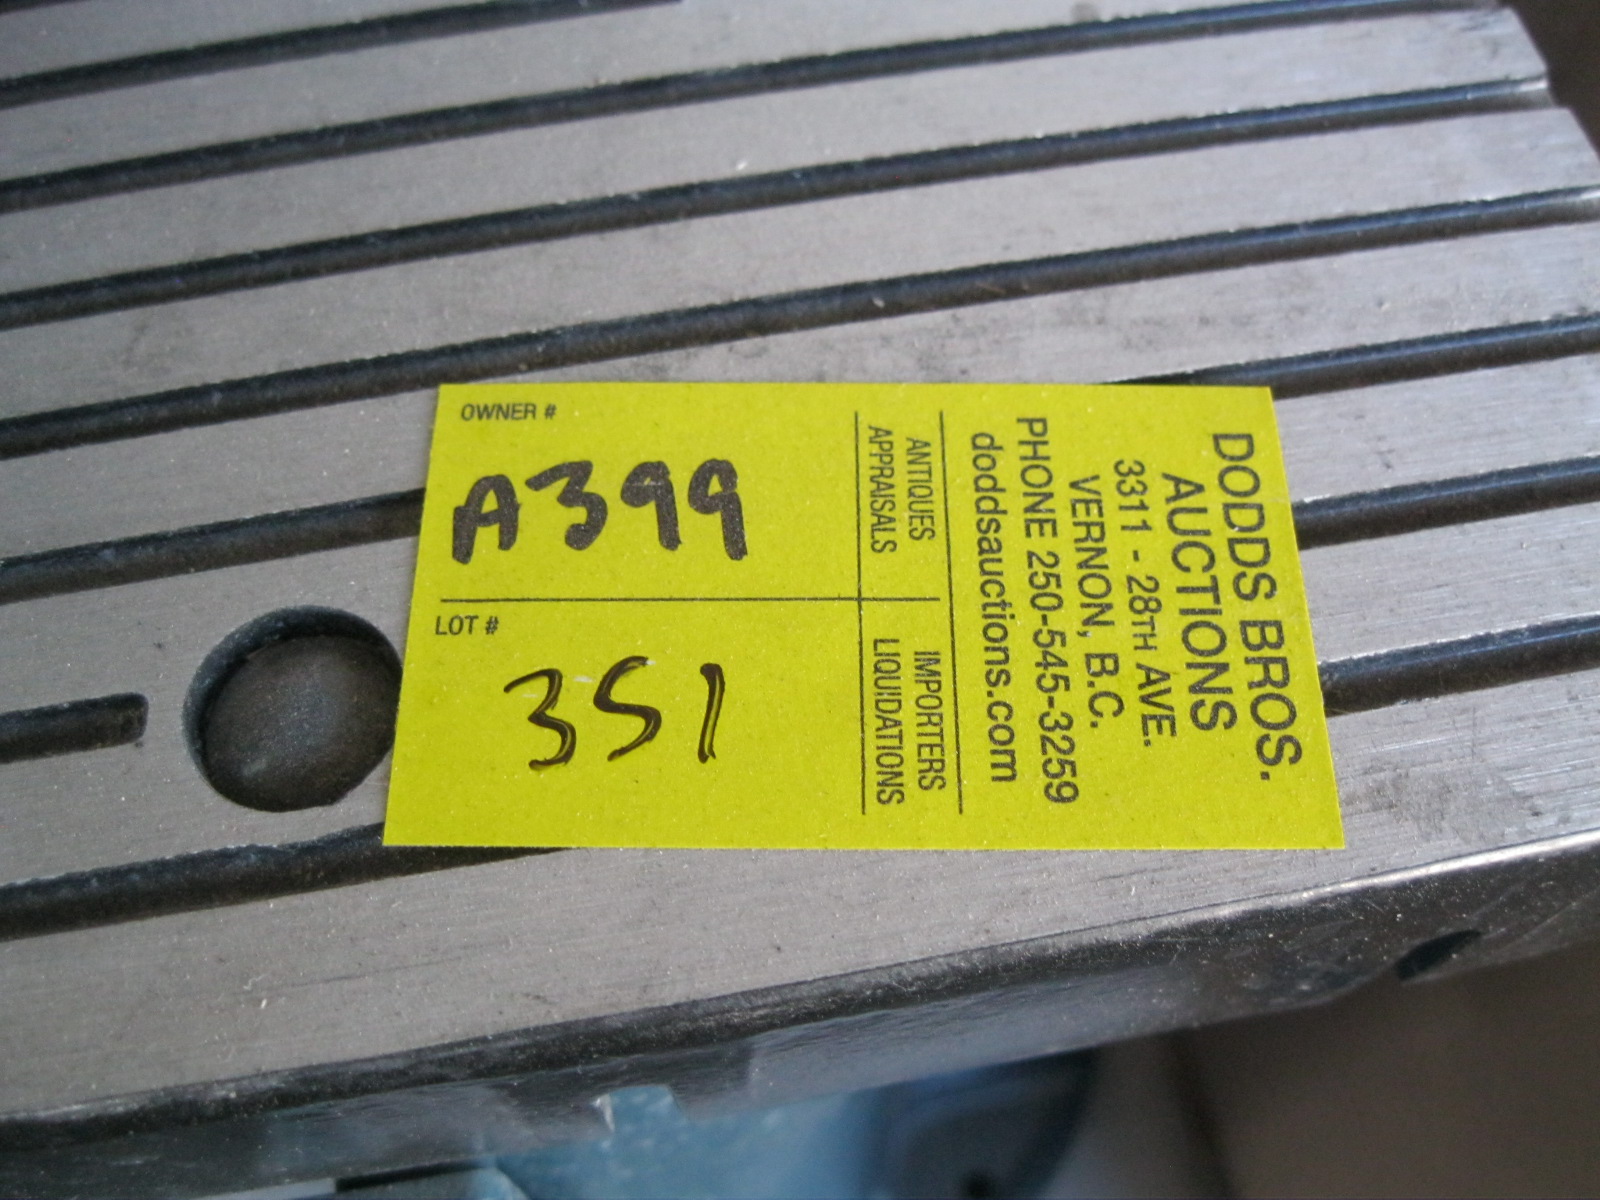 OWNER #
A399
LOT #
351
ANTIQUES
APPRAISALS
IMPORTERS
LIQUIDATIONS
DODDS BROS.
AUCTIONS
3311 - 28TH AVE.
VERNON, B.C.
PHONE 250-545-3259
doddsauctions.com